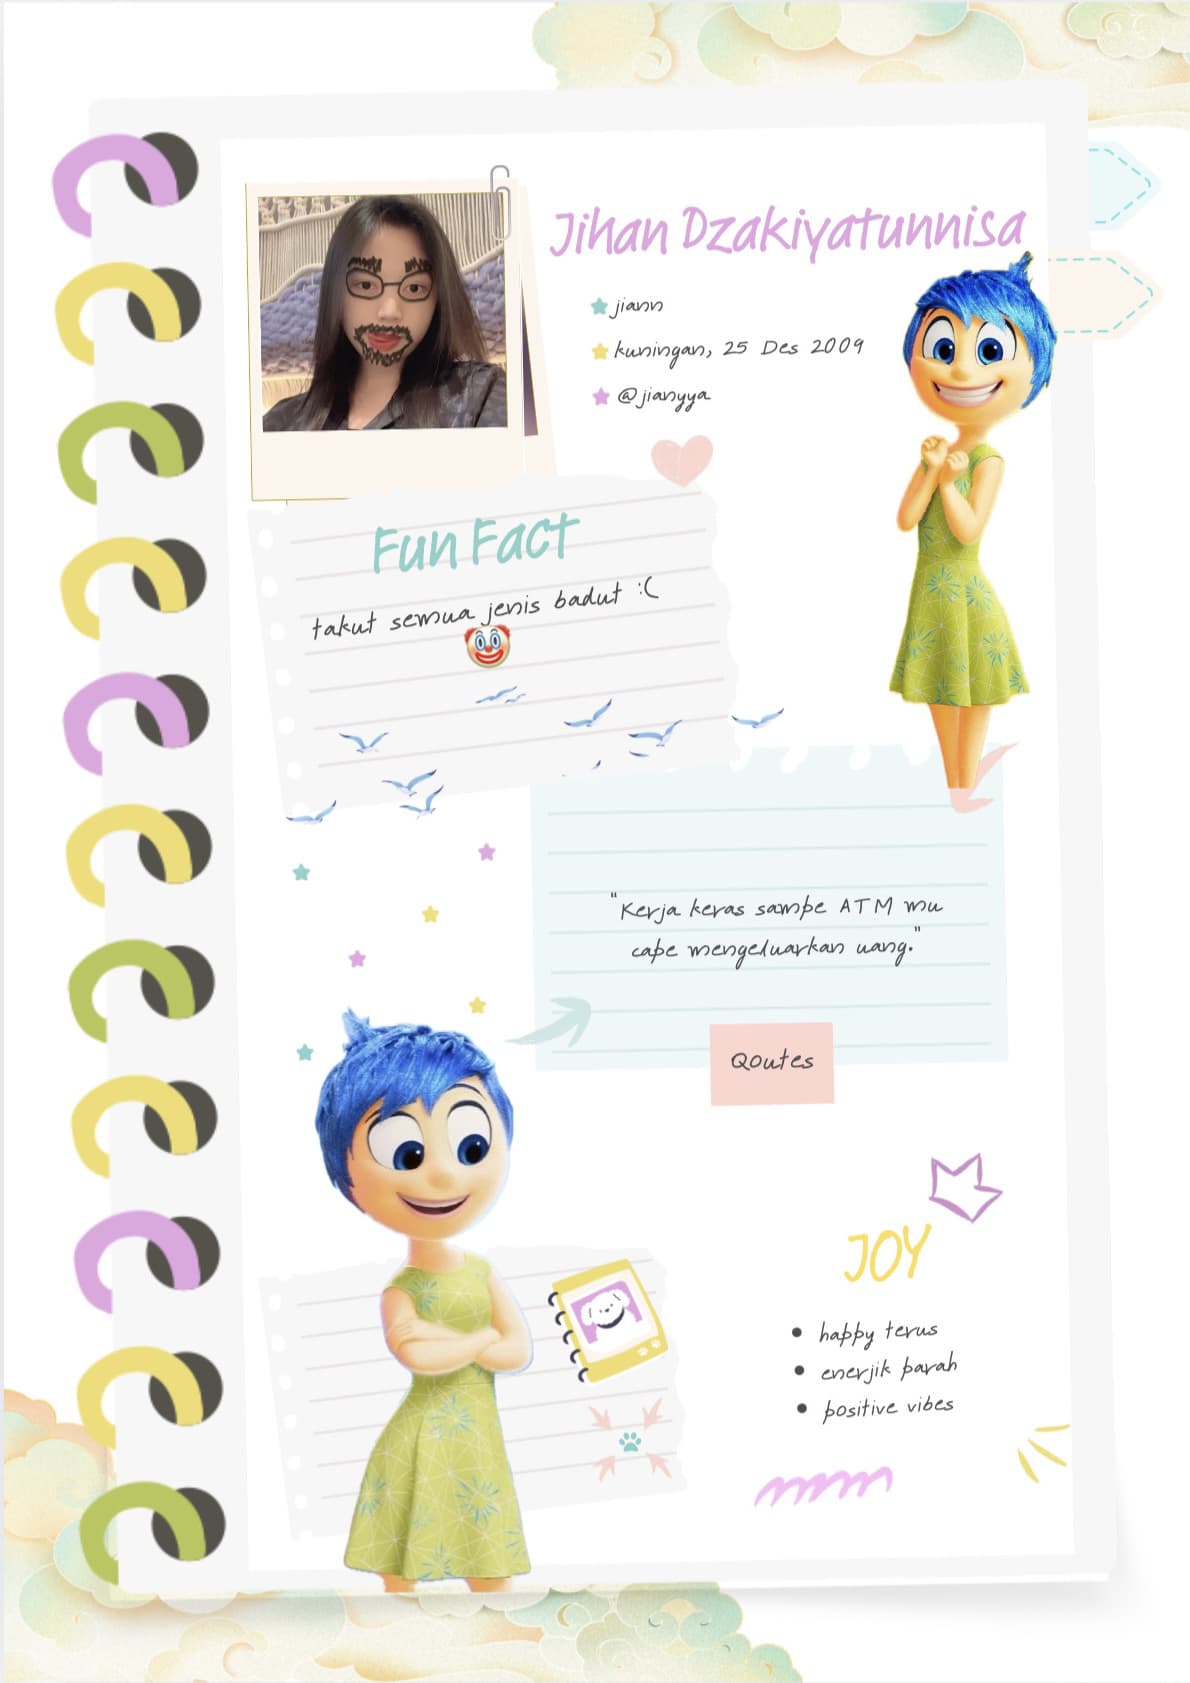 Jihan Dzakiyatunnisa
jiann
kuningan, 25 Des 2009
@jianyya
Fun Fact
takut semua jenis badut :(
"Kerja keras sampe ATM mu
cape mengeluarkan uang."
Qoutes
JOY
happy terus
enerjik parah
positive vibes